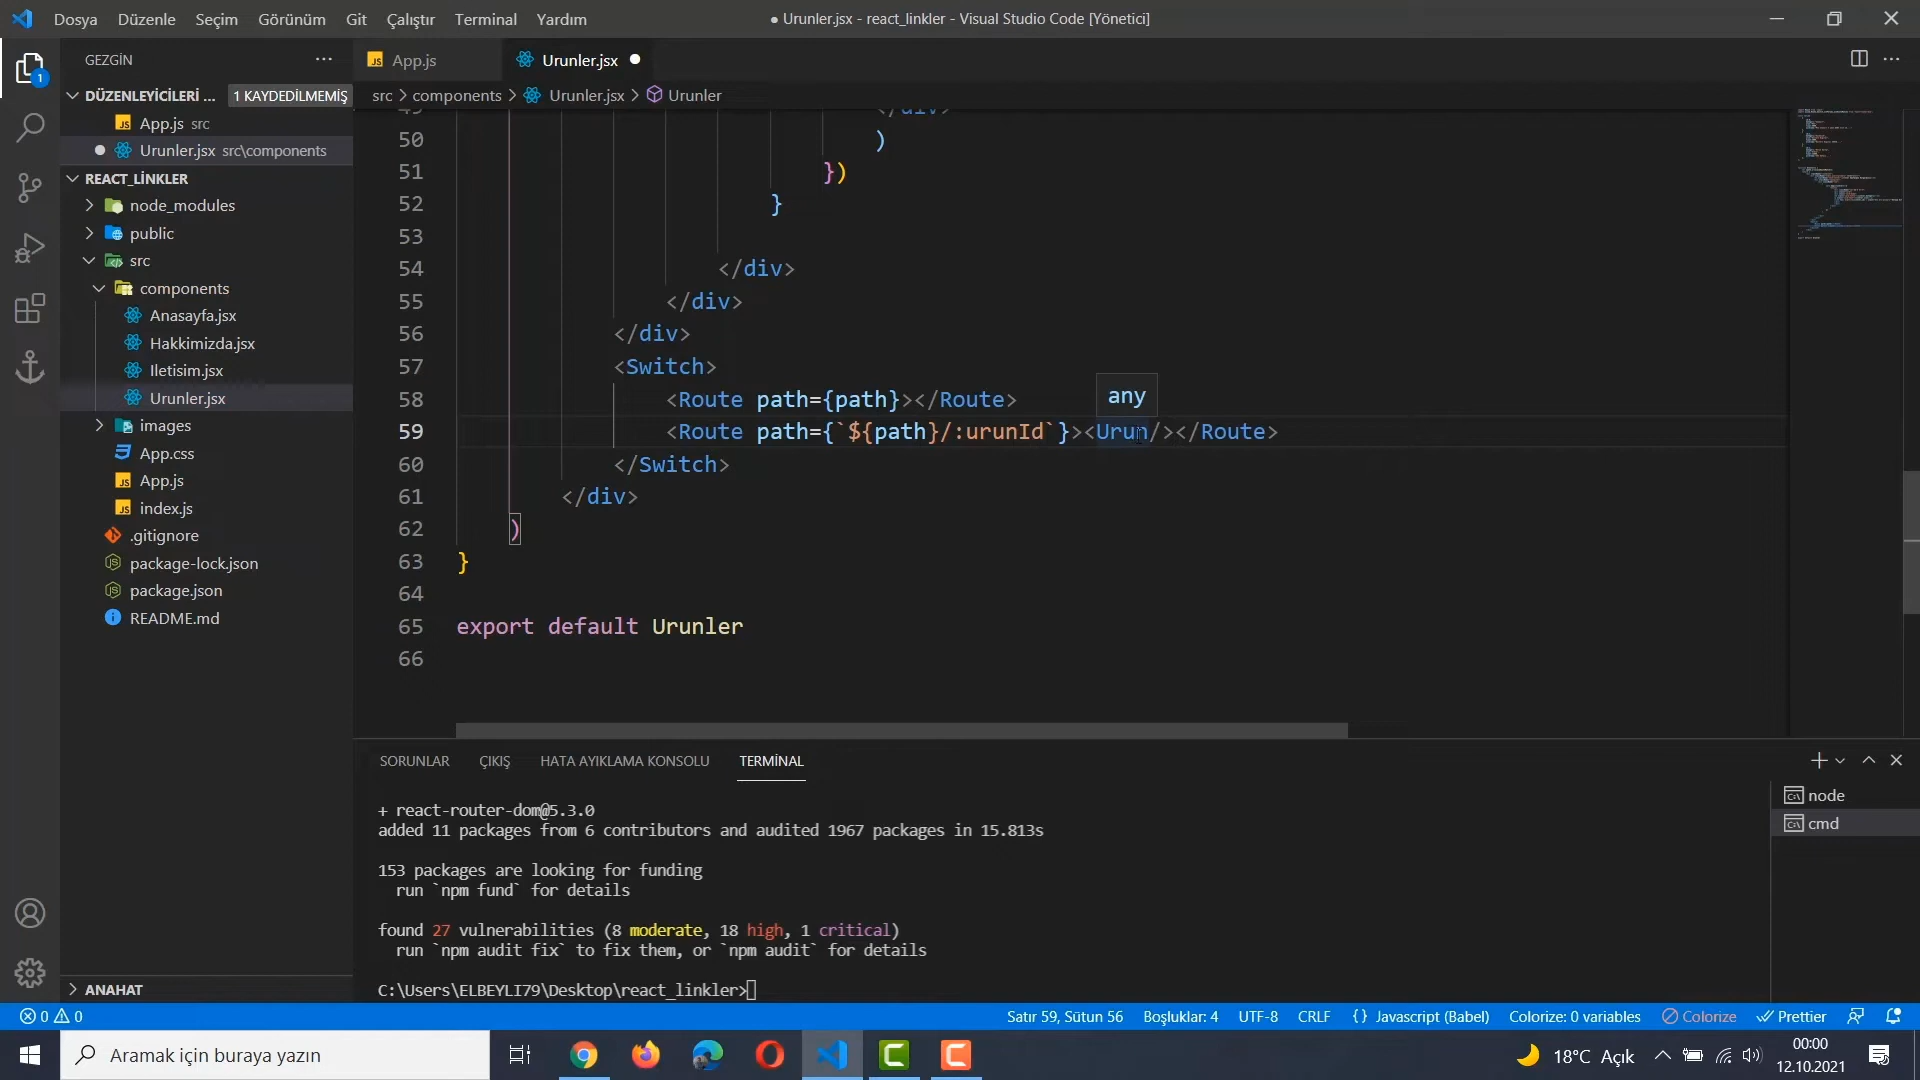 Dosya Düzenle Seçim Görünüm Git Çalıştır Terminal Yardım
● Urunler.jsx - react_linkler - Visual Studio Code [Yönetici]
GEZGİN
App.js
Urunler.jsx
1
DÜZENLEYİCİLERİ ... 1 KAYDEDİLMEMİŞ
src > components > Urunler.jsx > Urunler
App.js src
Urunler.jsx src\components
REACT_LİNKLER
node_modules
public
src
components
Anasayfa.jsx
Hakkimizda.jsx
Iletisim.jsx
Urunler.jsx
images
App.css
App.js
index.js
.gitignore
package-lock.json
package.json
README.md
ANAHAT
49 </div>
50 )
51 })
52 }
53
54 </div>
55 </div>
56 </div>
57 <Switch>
58 <Route path={path}></Route>
any
59 <Route path={`${path}/:urunId`}><Urun/></Route>
60 </Switch>
61 </div>
62 )
63 }
64
65 export default Urunler
66
SORUNLAR ÇIKIŞ HATA AYIKLAMA KONSOLU TERMİNAL
+ react-router-dom@5.3.0
added 11 packages from 6 contributors and audited 1967 packages in 15.813s
153 packages are looking for funding
run `npm fund` for details
found 27 vulnerabilities (8 moderate, 18 high, 1 critical)
run `npm audit fix` to fix them, or `npm audit` for details
C:\Users\ELBEYLI79\Desktop\react_linkler>
node
cmd
0 0
Satır 59, Sütun 56 Boşluklar: 4 UTF-8 CRLF {} Javascript (Babel) Colorize: 0 variables Colorize Prettier
Aramak için buraya yazın
18°C Açık
00:00
12.10.2021